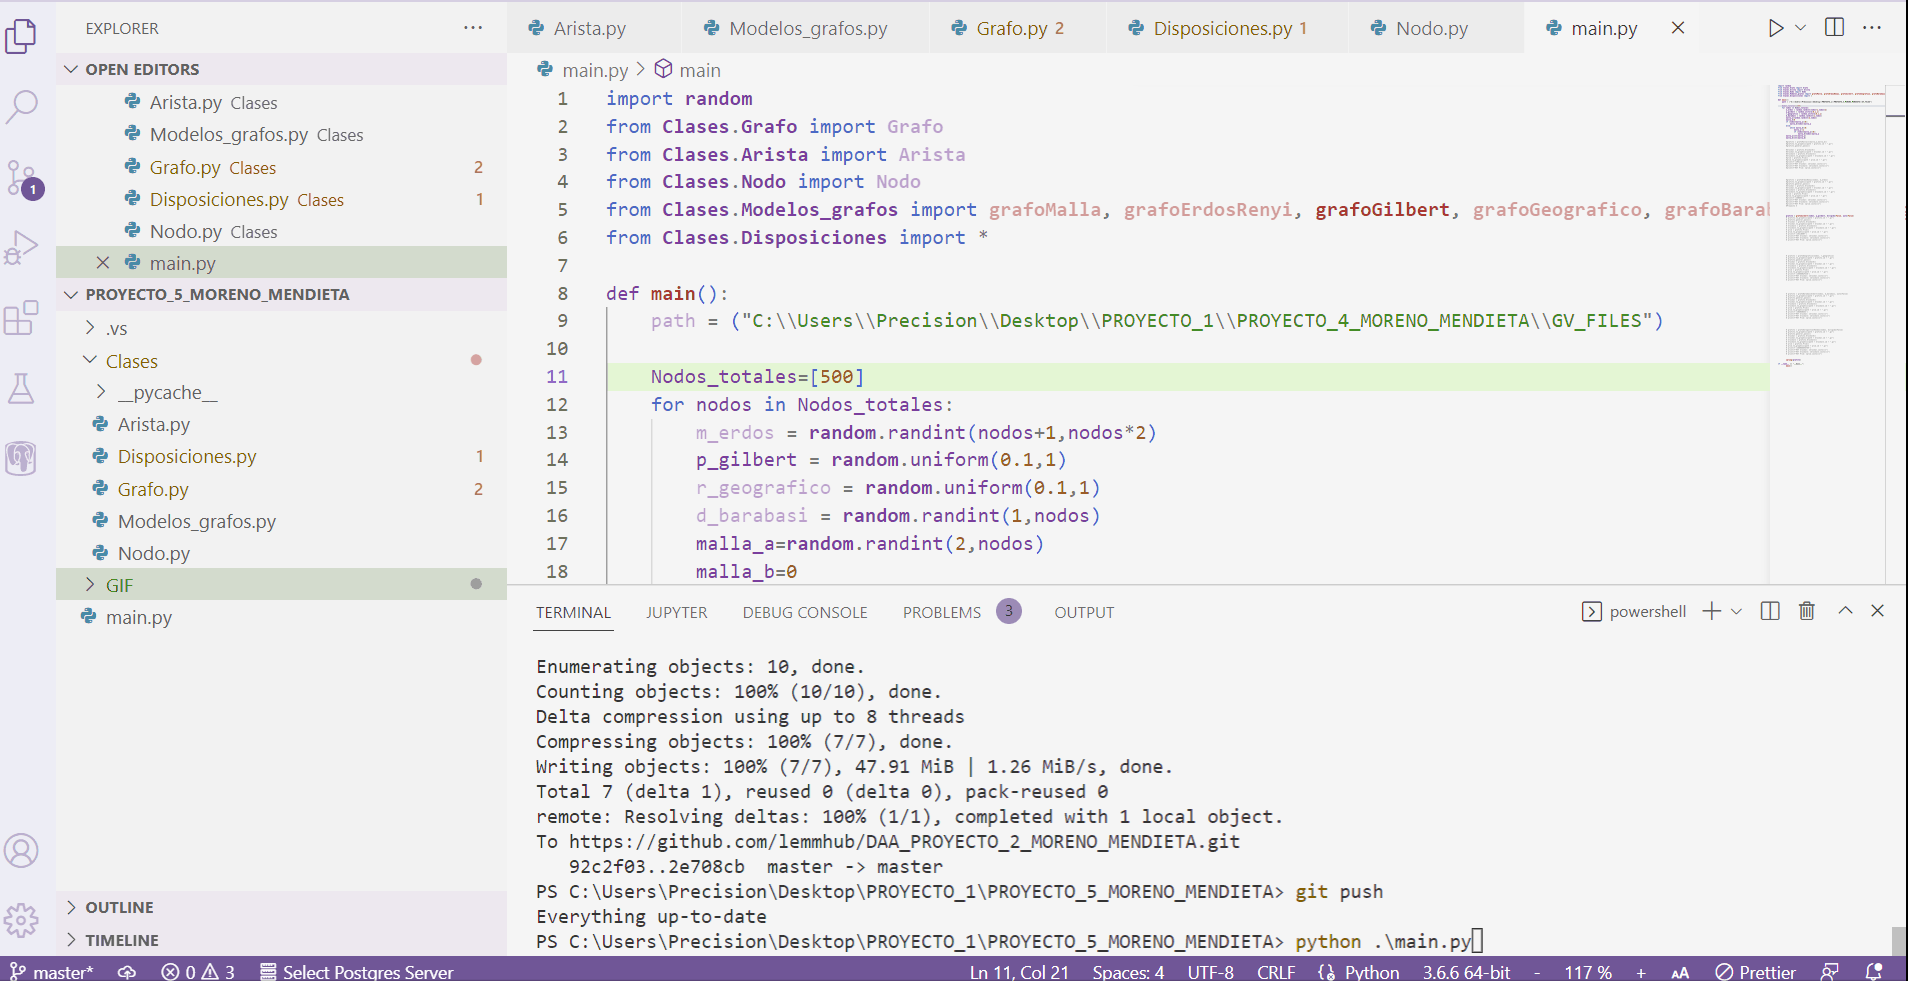 EXPLORER
OPEN EDITORS
Arista.py Clases
Modelos_grafos.py Clases
Grafo.py Clases 2
Disposiciones.py Clases 1
Nodo.py Clases
main.py
PROYECTO_5_MORENO_MENDIETA
.vs
Clases
__pycache__
Arista.py
Disposiciones.py 1
Grafo.py 2
Modelos_grafos.py
Nodo.py
GIF
main.py
OUTLINE
TIMELINE
1
Arista.py Modelos_grafos.py Grafo.py 2 Disposiciones.py 1 Nodo.py main.py
main.py > main
1 import random
2 from Clases.Grafo import Grafo
3 from Clases.Arista import Arista
4 from Clases.Nodo import Nodo
5 from Clases.Modelos_grafos import grafoMalla, grafoErdosRenyi, grafoGilbert, grafoGeografico, grafoBaral
6 from Clases.Disposiciones import *
7
8 def main():
9 path = ("C:\\Users\\Precision\\Desktop\\PROYECTO_1\\PROYECTO_4_MORENO_MENDIETA\\GV_FILES")
10
11 Nodos_totales=[500]
12 for nodos in Nodos_totales:
13 m_erdos = random.randint(nodos+1,nodos*2)
14 p_gilbert = random.uniform(0.1,1)
15 r_geografico = random.uniform(0.1,1)
16 d_barabasi = random.randint(1,nodos)
17 malla_a=random.randint(2,nodos)
18 malla_b=0
TERMINAL JUPYTER DEBUG CONSOLE PROBLEMS 3 OUTPUT
powershell
Enumerating objects: 10, done.
Counting objects: 100% (10/10), done.
Delta compression using up to 8 threads
Compressing objects: 100% (7/7), done.
Writing objects: 100% (7/7), 47.91 MiB | 1.26 MiB/s, done.
Total 7 (delta 1), reused 0 (delta 0), pack-reused 0
remote: Resolving deltas: 100% (1/1), completed with 1 local object.
To https://github.com/lemmhub/DAA_PROYECTO_2_MORENO_MENDIETA.git
92c2f03..2e708cb master -> master
PS C:\Users\Precision\Desktop\PROYECTO_1\PROYECTO_5_MORENO_MENDIETA> git push
Everything up-to-date
PS C:\Users\Precision\Desktop\PROYECTO_1\PROYECTO_5_MORENO_MENDIETA> python .\main.py
master* 0 3 Select Postgres Server Ln 11, Col 21 Spaces: 4 UTF-8 CRLF Python 3.6.6 64-bit - 117 % + AA Prettier